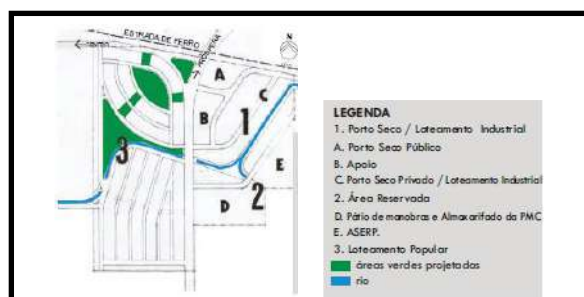 ESTRADA DE FERRO
N
A
C
B
1
3
E
2
D
LEGENDA
1. Porto Seco / Loteamento Industrial
A. Porto Seco Público
B. Apoio
C. Porto Seco Privado / Loteamento Industrial
2. Área Reservada
D. Pátio de manobras e Almoxarifado da PMC
E. ASERP.
3. Loteamento Popular
áreas verdes projetadas
rio